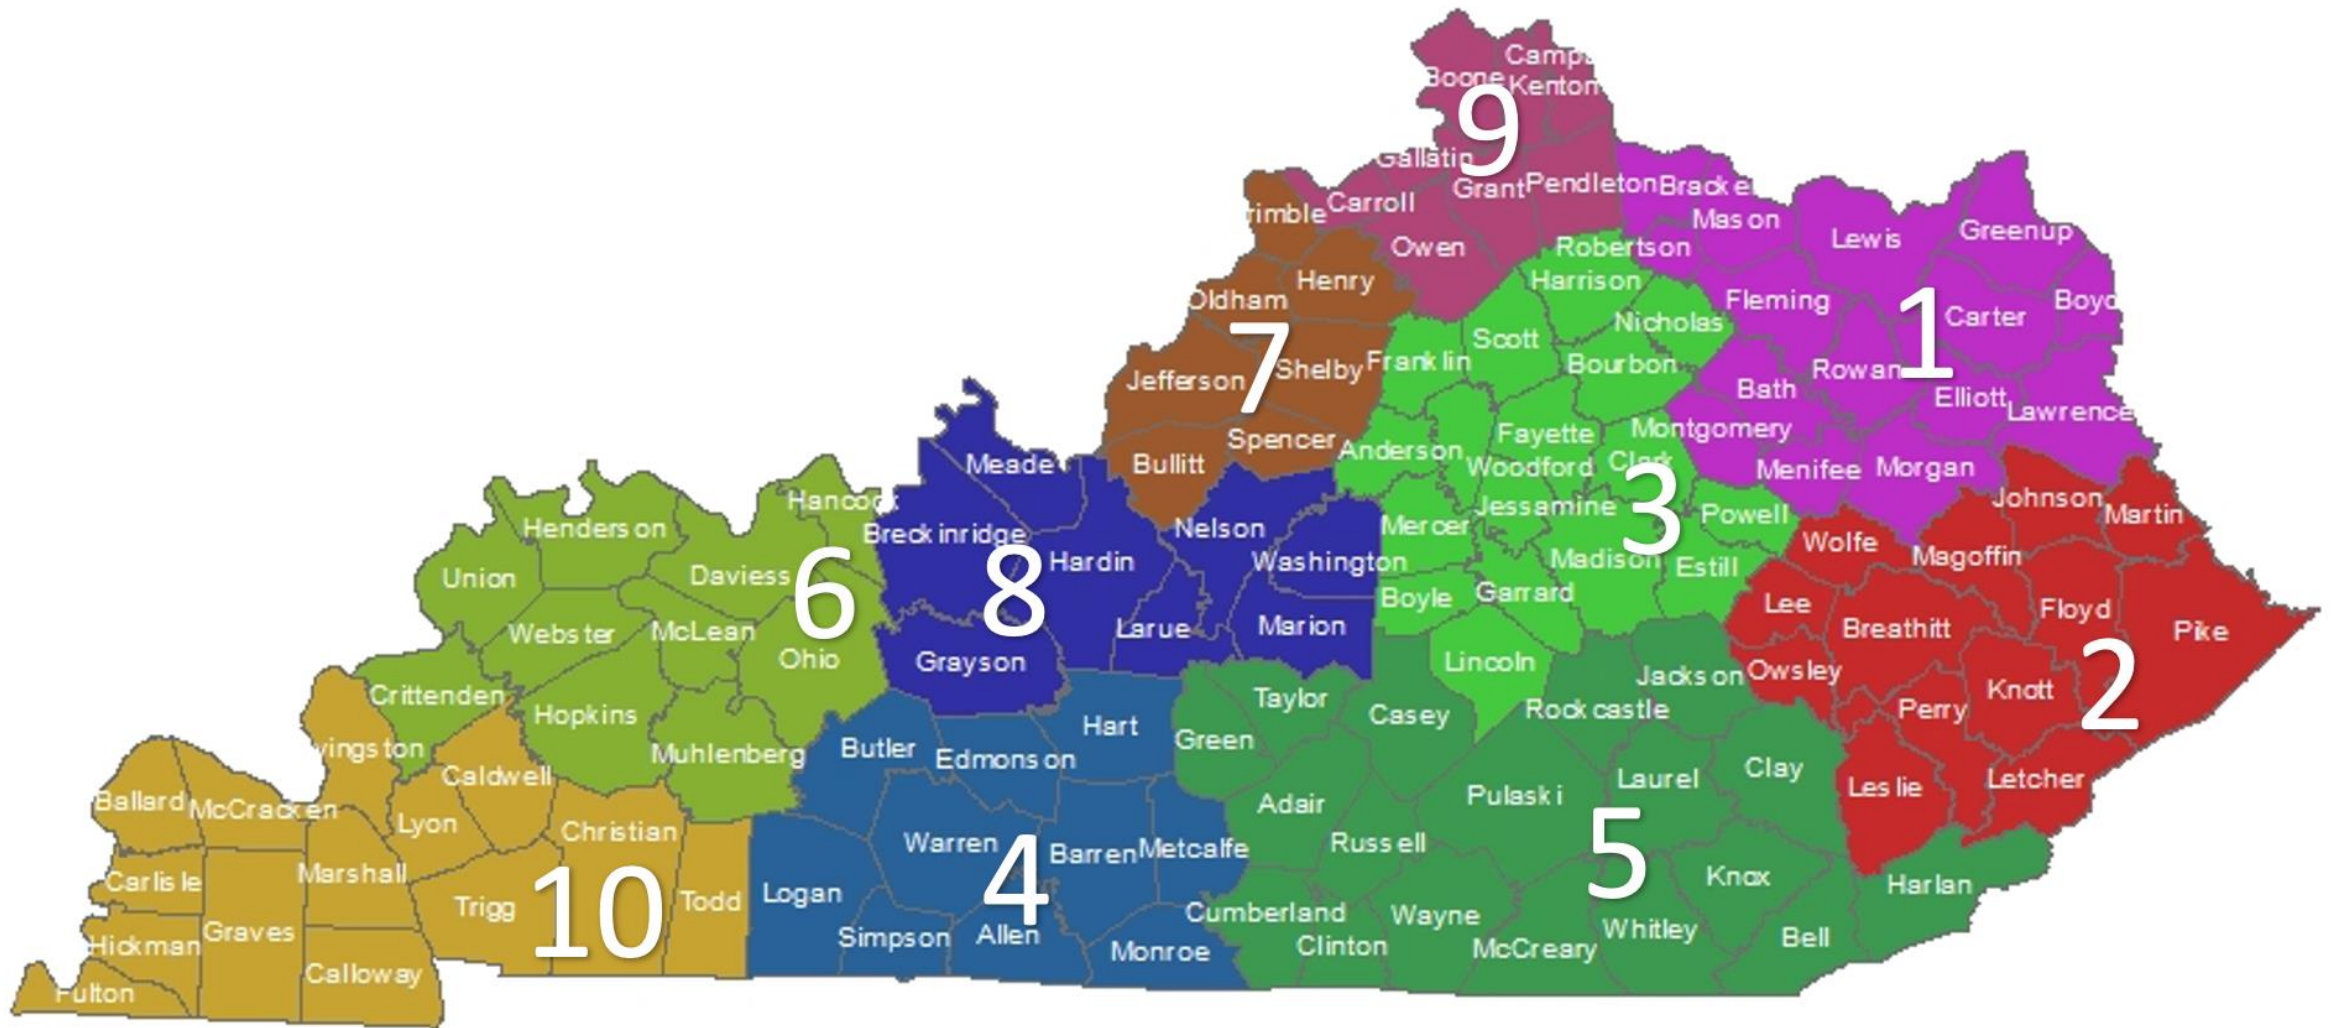 Camp
Boone
Kenton
9
Gallatin
Grant
Pendleton
Carroll
Owen
Bracke
Mason
Robertson
Lewis
Greenup
Fleming
Carter
Boyd
1
Rowan
Bath
Elliott
Lawrence
Montgomery
Menifee
Morgan
rimble
Henry
Oldham
7
Shelby
Jefferson
Spencer
Bullitt
Harrison
Nicholas
Scott
Franklin
Bourbon
Fayette
Anderson
Woodford
Clark
3
Jessamine
Powell
Mercer
Madison
Estill
Garrard
Boyle
Lincoln
Johnson
Martin
Wolfe
Magoffin
Lee
Breathitt
Floyd
Pike
2
Owsley
Knott
Perry
Leslie
Letcher
Meade
Breckinridge
Nelson
Hardin
8
Washington
Larue
Marion
Grayson
Hancock
Henderson
Union
Daviess
6
Webster
McLean
Ohio
Crittenden
Hopkins
Muhlenberg
Hart
Butler
Edmonson
Warren
Barren
Metcalfe
4
Logan
Simpson
Allen
Monroe
Taylor
Casey
Green
Rockcastle
Jackson
Adair
Pulaski
Laurel
Clay
Russell
5
Knox
Harlan
Cumberland
Clinton
Wayne
McCreary
Whitley
Bell
vingston
Caldwell
Ballard
McCracken
Lyon
Christian
Marshall
Carlisle
Trigg
10
Todd
Graves
Hickman
Calloway
Fulton